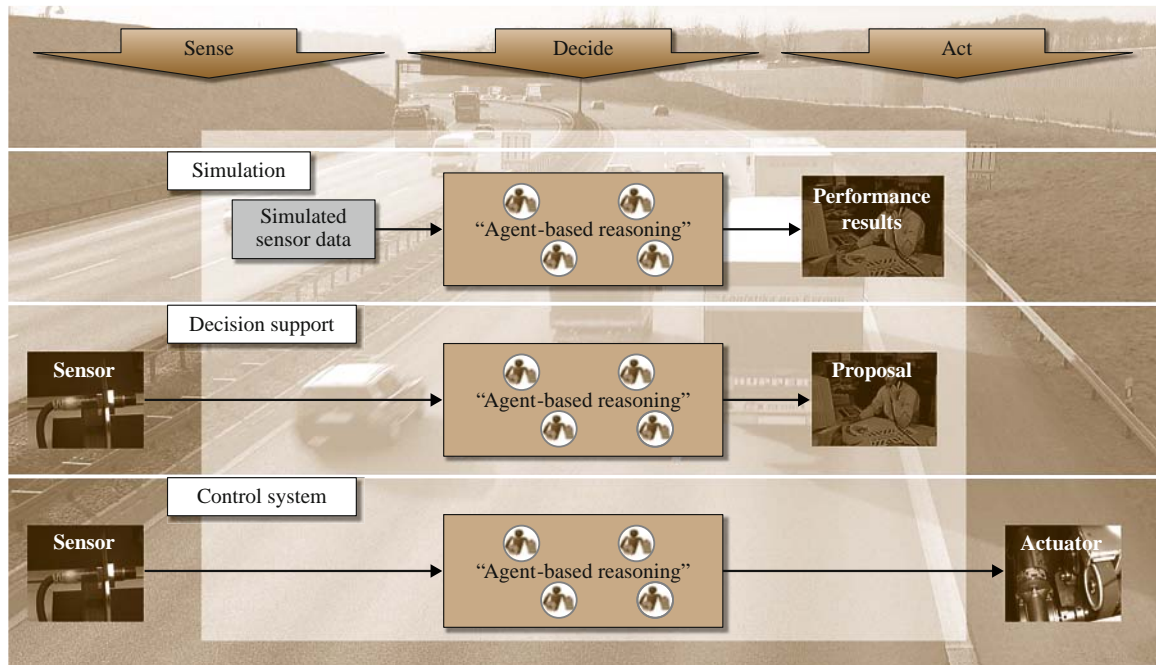 Sense
Decide
Act
Simulation
Simulated
sensor data
“Agent-based reasoning”
Performance
results
Decision support
Sensor
“Agent-based reasoning”
Proposal
Control system
Sensor
“Agent-based reasoning”
Actuator